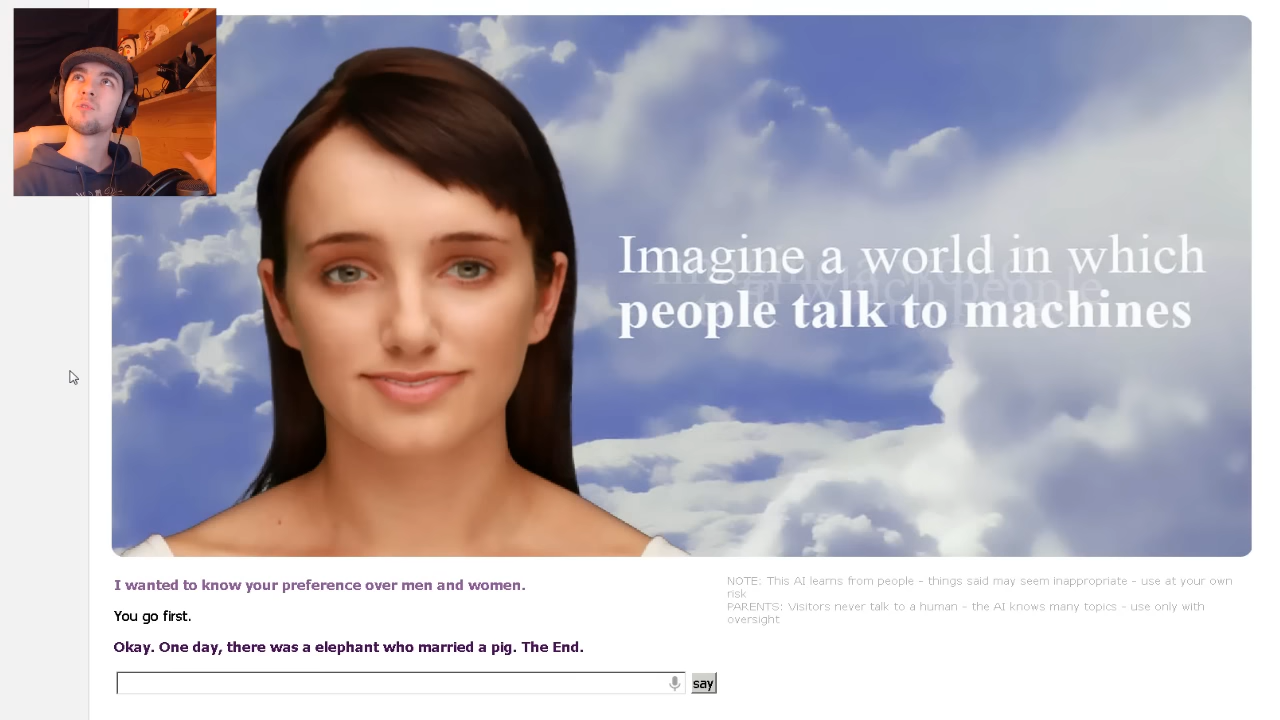 Imagine a world in which
people talk to machines
I wanted to know your preference over men and women.
You go first.
Okay. One day, there was a elephant who married a pig. The End.
say
NOTE: This AI learns from people - things said may seem inappropriate - use at your own
risk
PARENTS: Visitors never talk to a human - the AI knows many topics - use only with
oversight